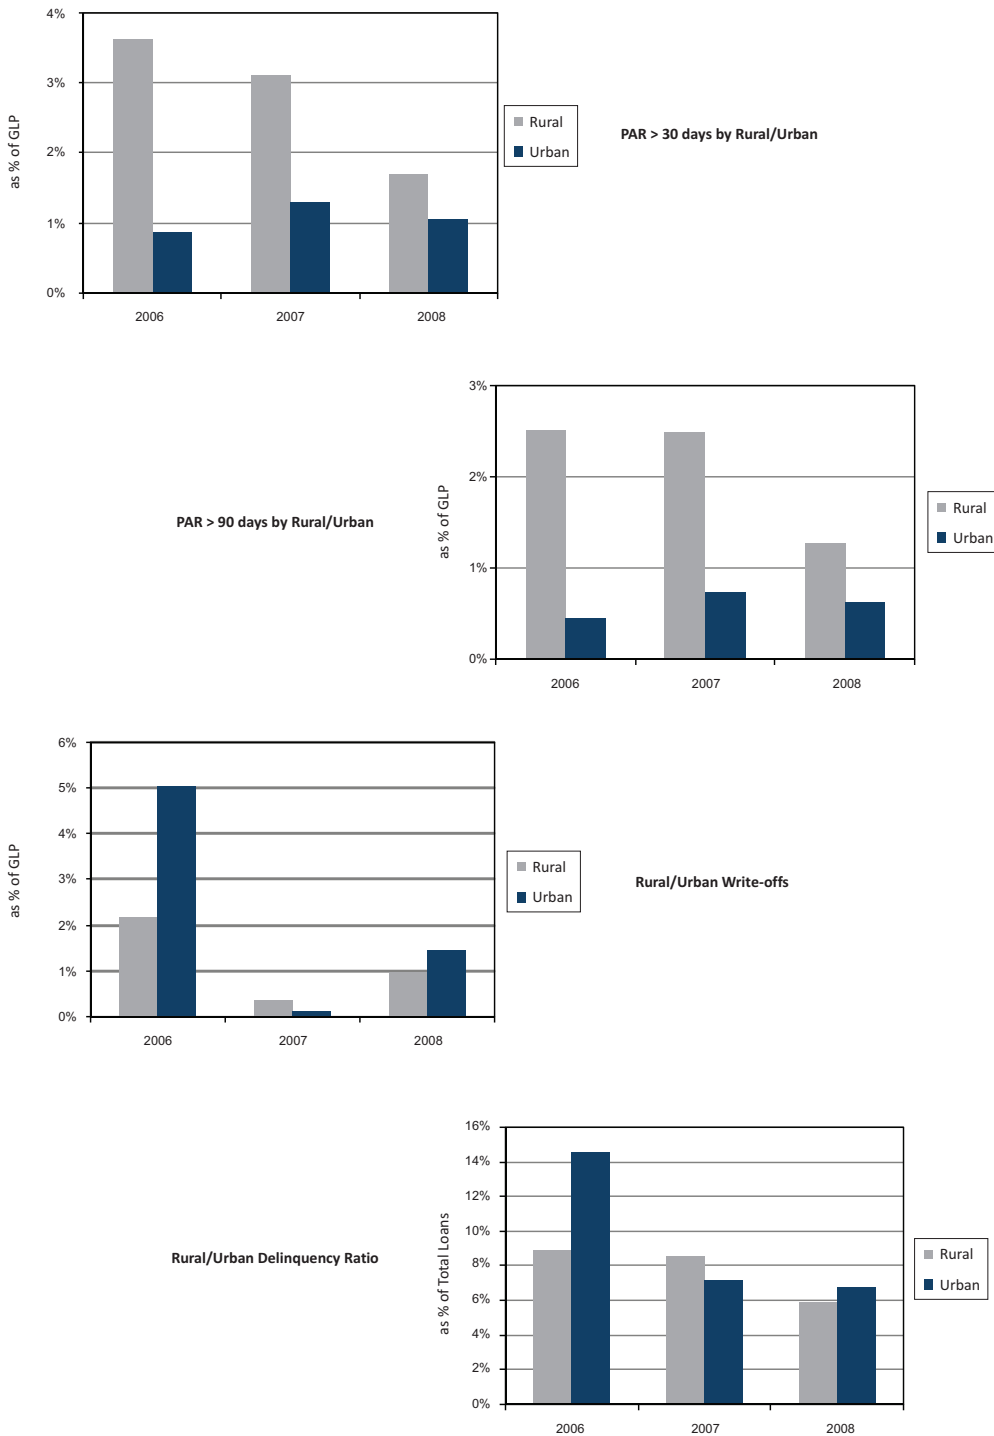 4%
3%
2%
1%
0%
as % of GLP
2006
2007
2008
Rural
Urban
PAR > 30 days by Rural/Urban
PAR > 90 days by Rural/Urban
3%
2%
1%
0%
as % of GLP
2006
2007
2008
Rural
Urban
6%
5%
4%
3%
2%
1%
0%
as % of GLP
2006
2007
2008
Rural
Urban
Rural/Urban Write-offs
Rural/Urban Delinquency Ratio
16%
14%
12%
10%
8%
6%
4%
2%
0%
as % of Total Loans
2006
2007
2008
Rural
Urban